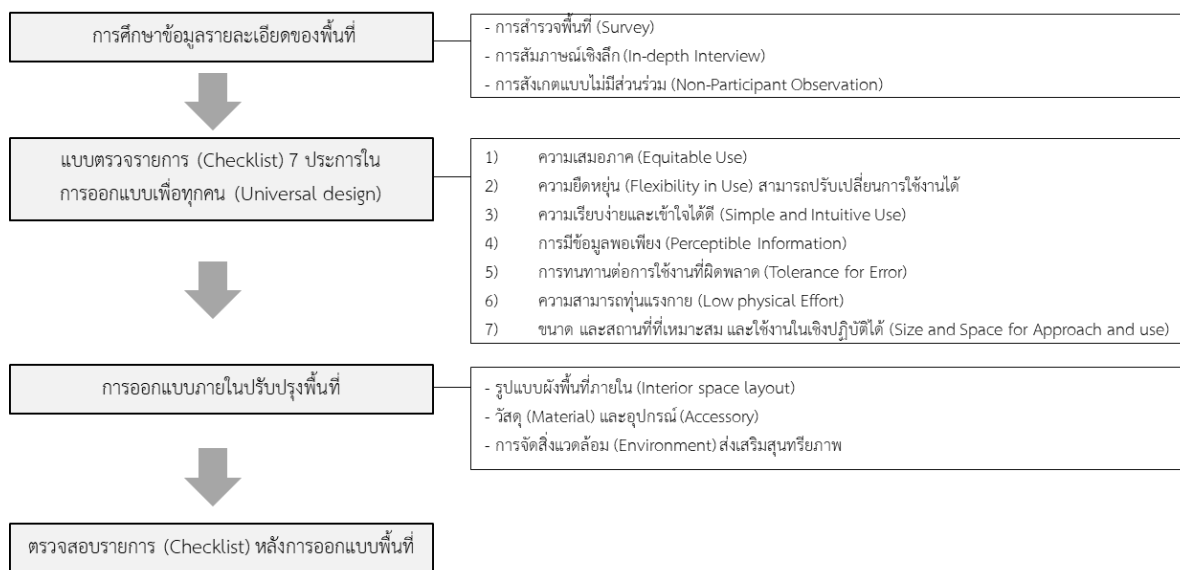 การศึกษาข้อมูลรายละเอียดของพื้นที่
- การสำรวจพื้นที่ (Survey)
- การสัมภาษณ์เชิงลึก (In-depth Interview)
- การสังเกตแบบไม่มีส่วนร่วม (Non-Participant Observation)
แบบตรวจรายการ (Checklist) 7 ประการใน
การออกแบบเพื่อทุกคน (Universal design)
1) ความเสมอภาค (Equitable Use)
2) ความยืดหยุ่น (Flexibility in Use) สามารถปรับเปลี่ยนการใช้งานได้
3) ความเรียบง่ายและเข้าใจได้ดี (Simple and Intuitive Use)
4) การมีข้อมูลพอเพียง (Perceptible Information)
5) การทนทานต่อการใช้งานที่ผิดพลาด (Tolerance for Error)
6) ความสามารถทุ่นแรงกาย (Low physical Effort)
7) ขนาด และสถานที่ที่เหมาะสม และใช้งานในเชิงปฏิบัติได้ (Size and Space for Approach and use)
การออกแบบภายในปรับปรุงพื้นที่
- รูปแบบผังพื้นที่ภายใน (Interior space layout)
- วัสดุ (Material) และอุปกรณ์ (Accessory)
- การจัดสิ่งแวดล้อม (Environment) ส่งเสริมสุนทรียภาพ
ตรวจสอบรายการ (Checklist) หลังการออกแบบพื้นที่